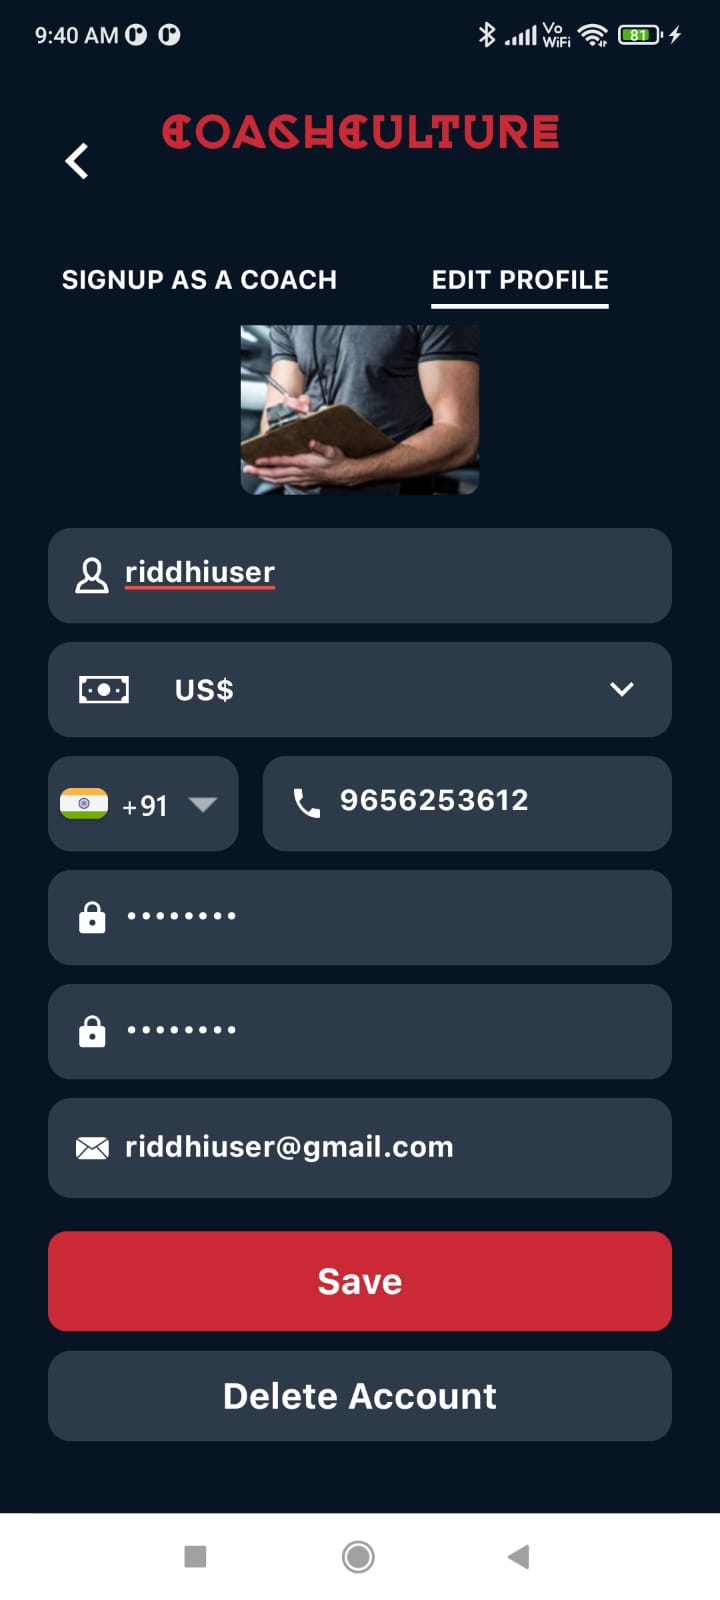 9:40 AM
Vo
WiFi
81
COACHCULTURE
SIGNUP AS A COACH
EDIT PROFILE
riddhiuser
US$
+91
9656253612
••••••••
••••••••
riddhiuser@gmail.com
Save
Delete Account